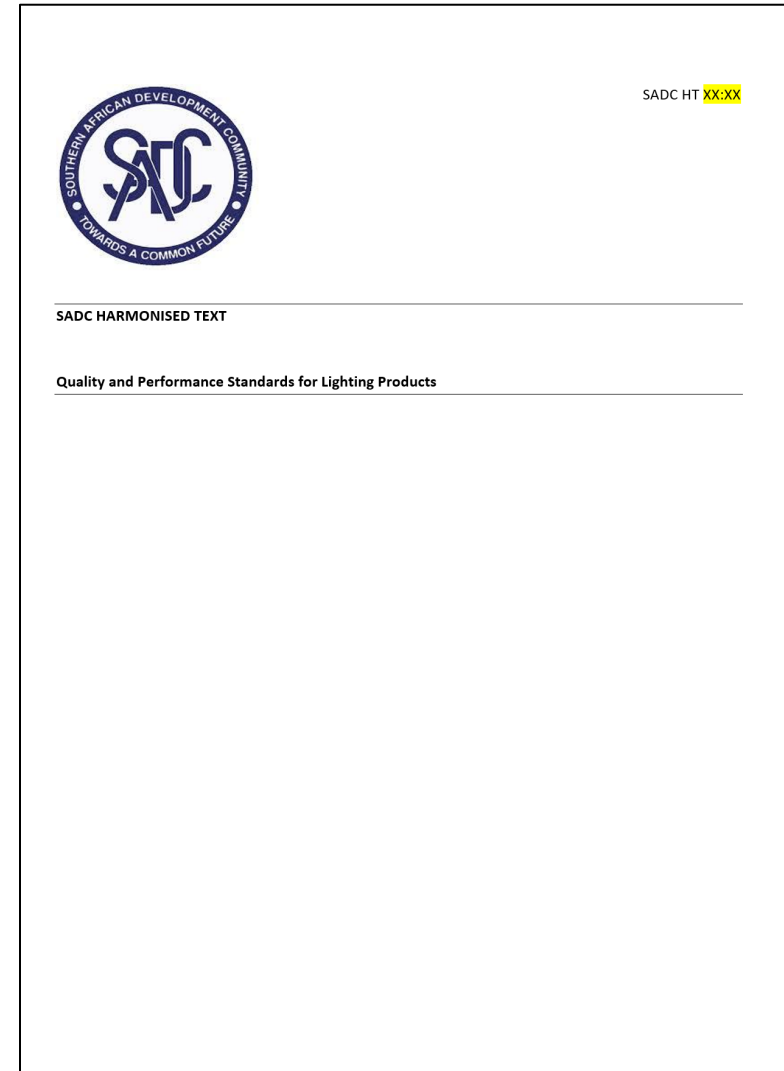 SADC HT XX:XX
SOUTHERN AFRICAN DEVELOPMENT COMMUNITY
SADC
TOWARDS A COMMON FUTURE
SADC HARMONISED TEXT
Quality and Performance Standards for Lighting Products